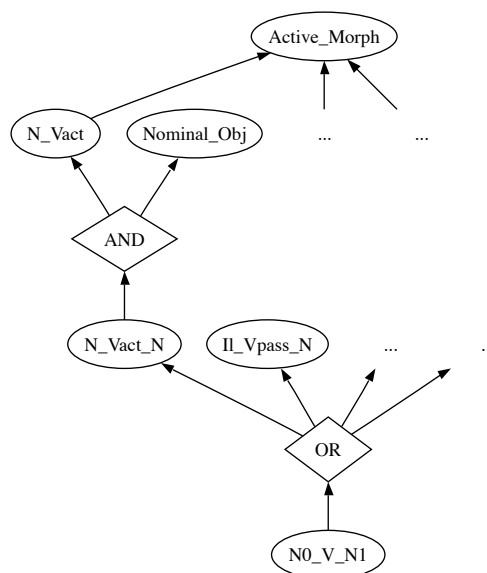 Active_Morph
N_Vact
Nominal_Obj
...
...
AND
N_Vact_N
Il_Vpass_N
...
.
OR
N0_V_N1